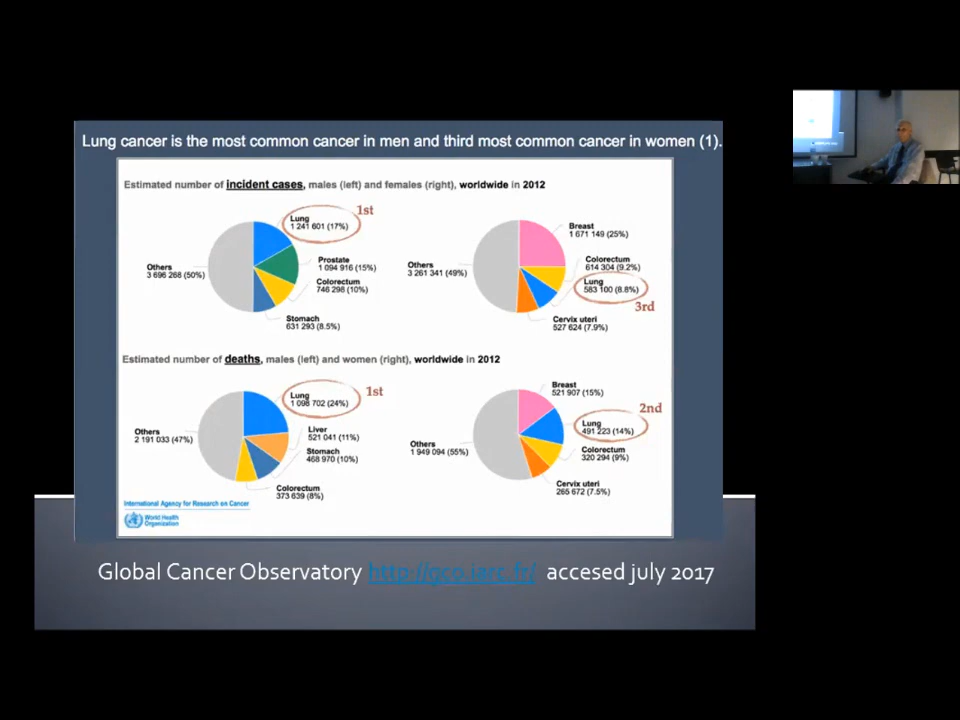 Lung cancer is the most common cancer in men and third most common cancer in women (1).
Estimated number of incident cases, males (left) and females (right), worldwide in 2012
Lung
1 241 601 (17%)
1st
Prostate
1 094 916 (15%)
Colorectum
746 298 (10%)
Stomach
631 293 (8.5%)
Others
3 696 268 (50%)
Breast
1 671 149 (25%)
Colorectum
614 304 (9.2%)
Lung
583 100 (8.8%)
3rd
Cervix uteri
527 624 (7.9%)
Others
3 261 341 (49%)
Estimated number of deaths, males (left) and women (right), worldwide in 2012
Lung
1 098 702 (24%)
1st
Liver
521 041 (11%)
Stomach
468 970 (10%)
Colorectum
373 639 (8%)
Others
2 191 033 (47%)
Breast
521 907 (15%)
Lung
491 223 (14%)
2nd
Colorectum
320 294 (9%)
Cervix uteri
265 672 (7.5%)
Others
1 949 094 (55%)
International Agency for Research on Cancer
World Health
Organization
Global Cancer Observatory http://gco.iarc.fr/ accesed july 2017